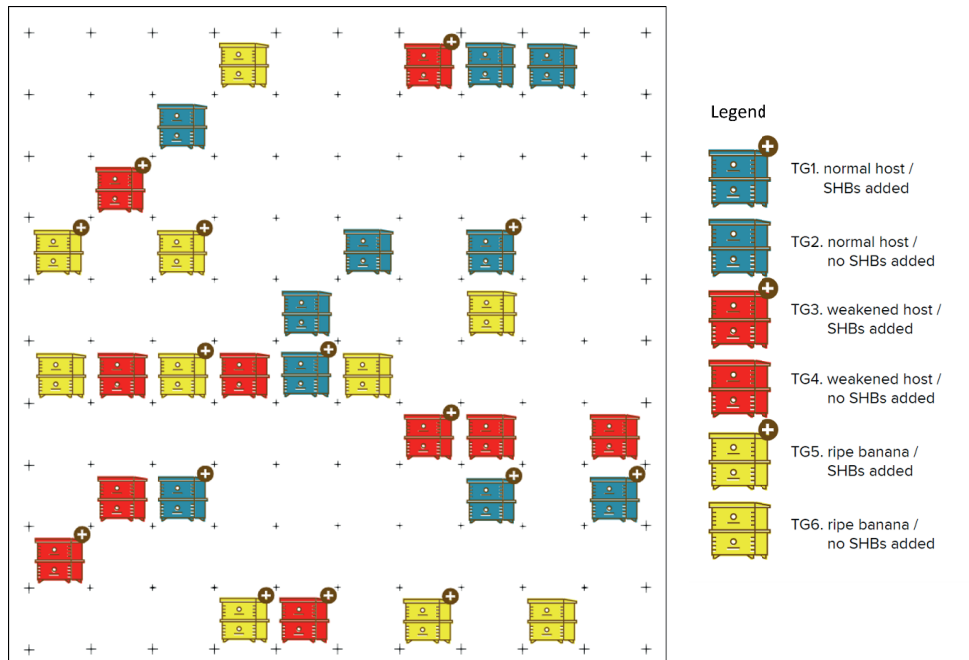 Legend
TG1. normal host /
SHBs added
TG2. normal host /
no SHBs added
TG3. weakened host /
SHBs added
TG4. weakened host /
no SHBs added
TG5. ripe banana /
SHBs added
TG6. ripe banana /
no SHBs added